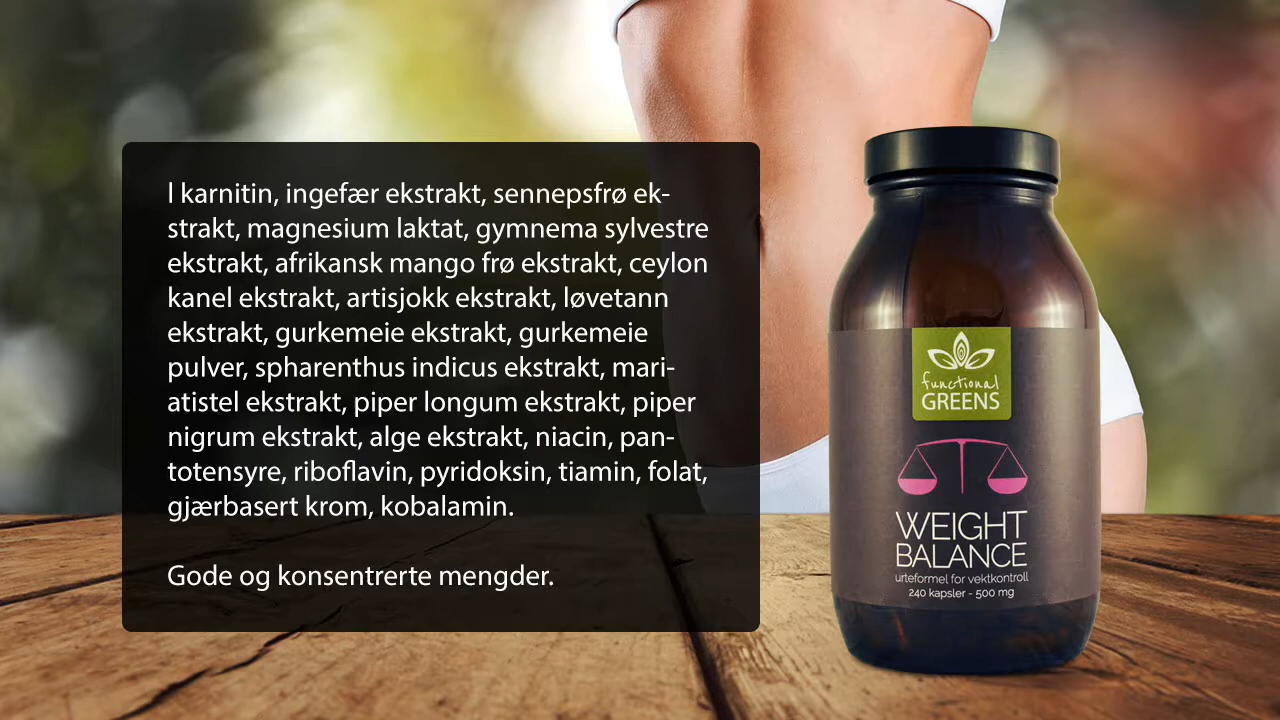 l karnitin, ingefær ekstrakt, sennepsfrø ek-
strakt, magnesium laktat, gymnema sylvestre
ekstrakt, afrikansk mango frø ekstrakt, ceylon
kanel ekstrakt, artisjokk ekstrakt, løvetann
ekstrakt, gurkemeie ekstrakt, gurkemeie
pulver, spharenthus indicus ekstrakt, mari-
atistel ekstrakt, piper longum ekstrakt, piper
nigrum ekstrakt, alge ekstrakt, niacin, pan-
totensyre, riboflavin, pyridoksin, tiamin, folat,
gjærbasert krom, kobalamin.
Gode og konsentrerte mengder.
functional
GREENS
WEIGHT
BALANCE
urteformel for vektkontroll
240 kapsler - 500 mg